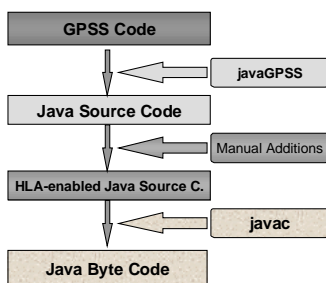 GPSS Code
javaGPSS
Java Source Code
Manual Additions
HLA-enabled Java Source C.
javac
Java Byte Code